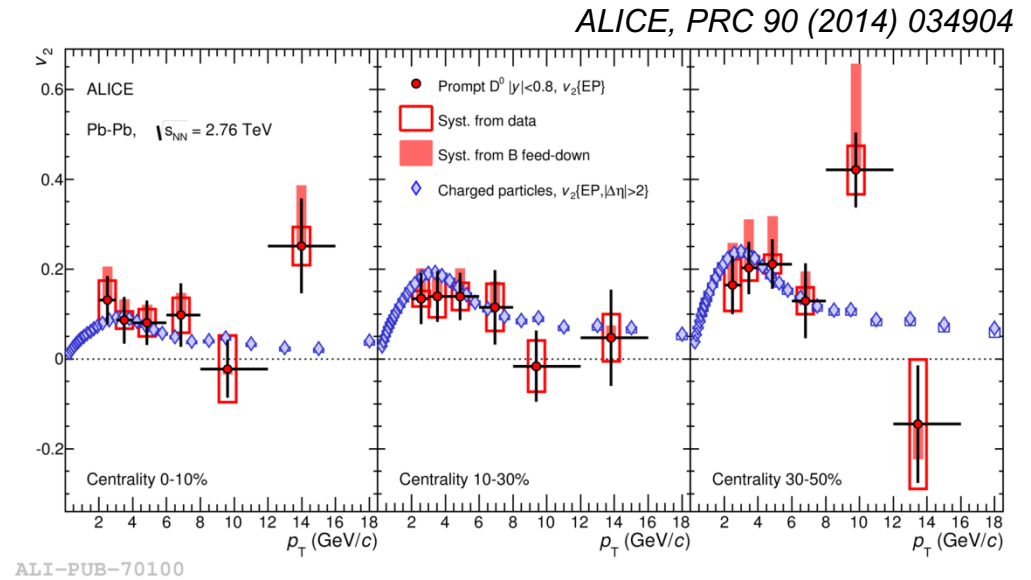 ALICE, PRC 90 (2014) 034904
v₂
0.6
0.4
0.2
0
-0.2
ALICE
Pb-Pb, √s_NN = 2.76 TeV
Centrality 0-10%
2 4 6 8 10 12 14 16 18
p_T (GeV/c)
Prompt D⁰ |y|<0.8, v₂{EP}
Syst. from data
Syst. from B feed-down
Charged particles, v₂{EP,|Δη|>2}
Centrality 10-30%
2 4 6 8 10 12 14 16 18
p_T (GeV/c)
Centrality 30-50%
2 4 6 8 10 12 14 16 18
p_T (GeV/c)
ALI-PUB-70100